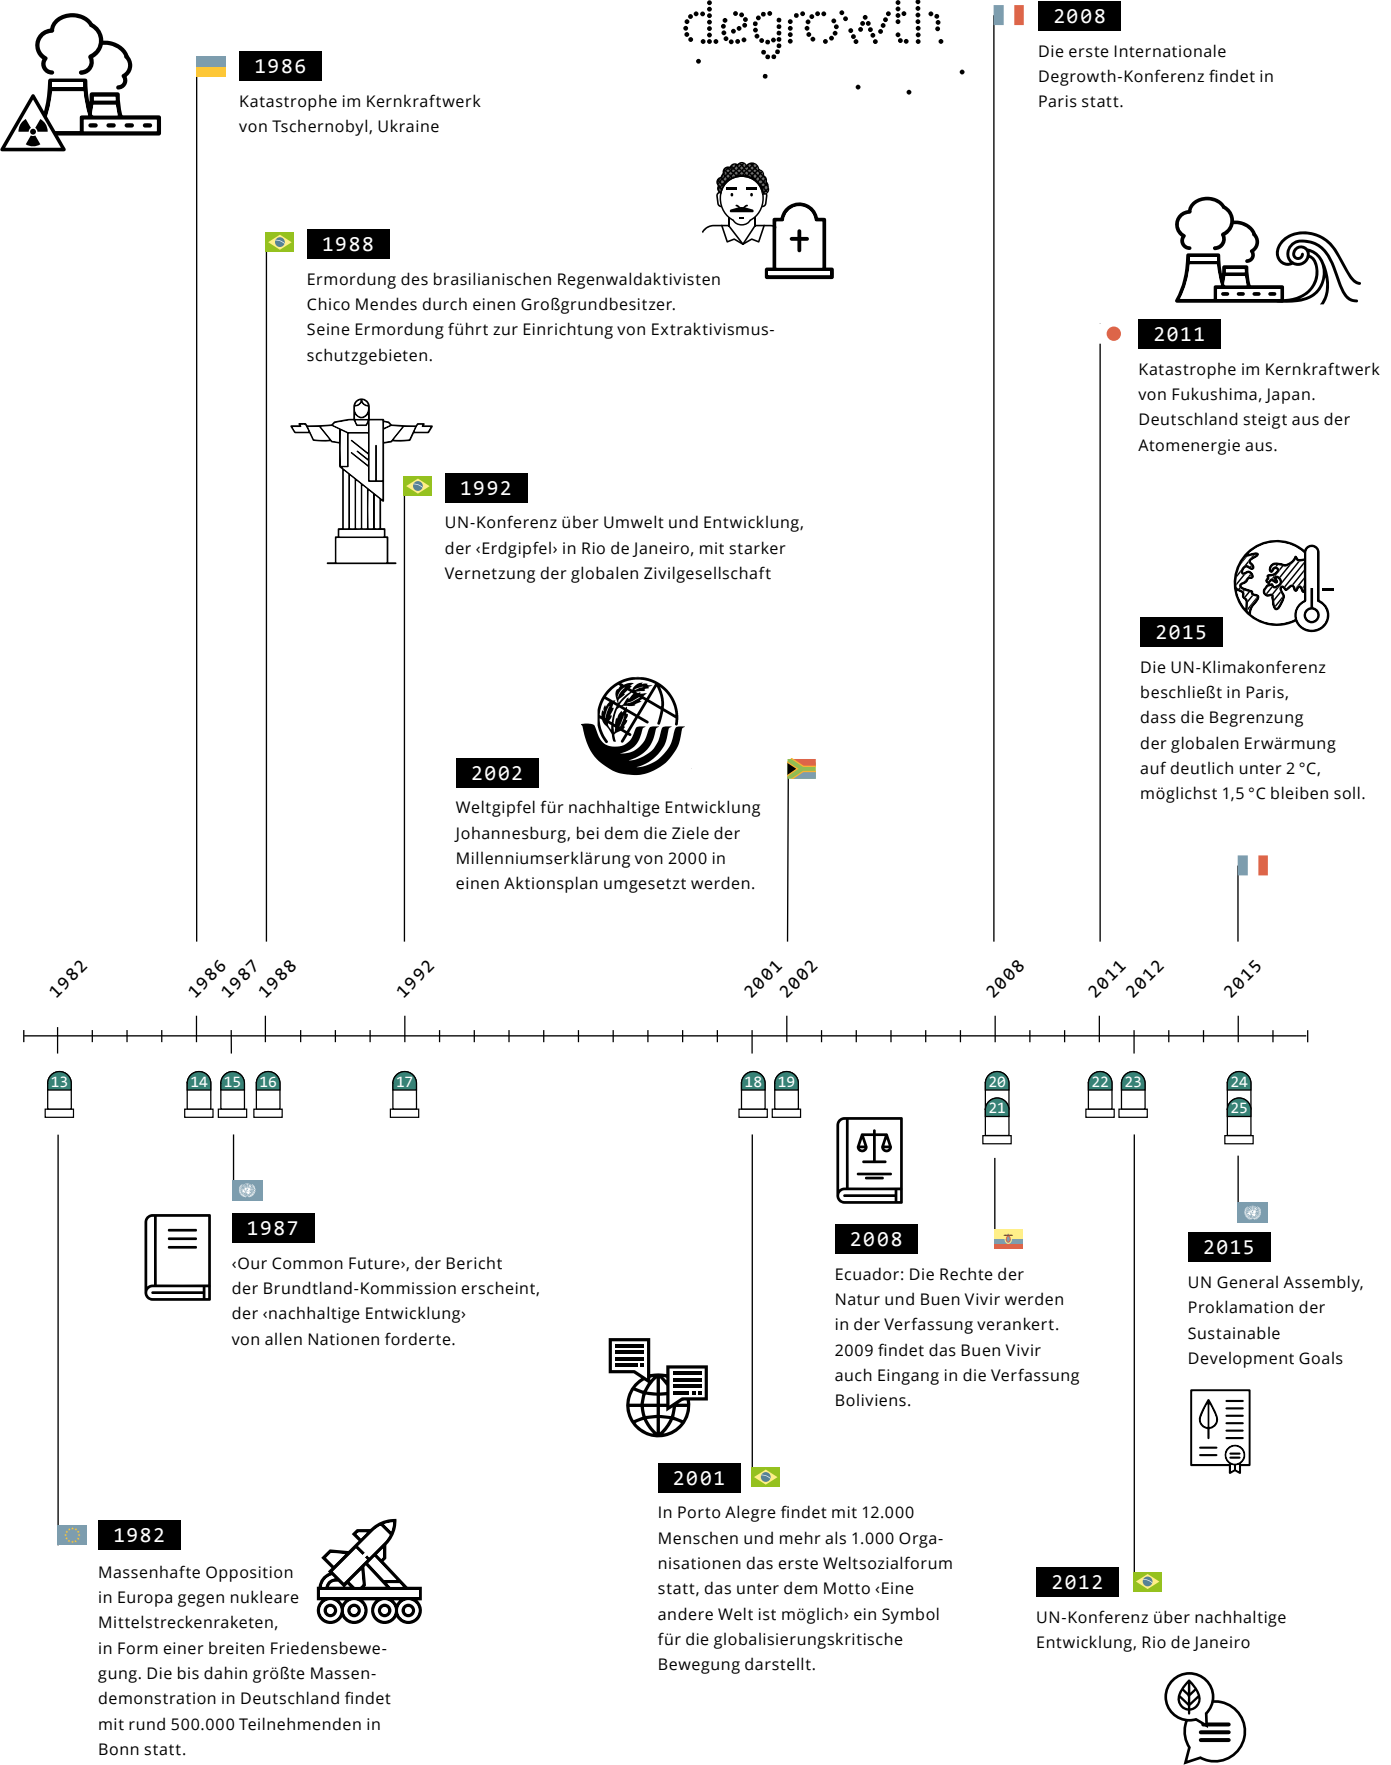 degrowth
2008
Die erste Internationale
Degrowth-Konferenz findet in
Paris statt.
1986
Katastrophe im Kernkraftwerk
von Tschernobyl, Ukraine
1988
Ermordung des brasilianischen Regenwaldaktivisten
Chico Mendes durch einen Großgrundbesitzer.
Seine Ermordung führt zur Einrichtung von Extraktivismus-
schutzgebieten.
2011
Katastrophe im Kernkraftwerk
von Fukushima, Japan.
Deutschland steigt aus der
Atomenergie aus.
1992
UN-Konferenz über Umwelt und Entwicklung,
der ‹Erdgipfel› in Rio de Janeiro, mit starker
Vernetzung der globalen Zivilgesellschaft
2015
Die UN-Klimakonferenz
beschließt in Paris,
dass die Begrenzung
der globalen Erwärmung
auf deutlich unter 2 °C,
möglichst 1,5 °C bleiben soll.
2002
Weltgipfel für nachhaltige Entwicklung
Johannesburg, bei dem die Ziele der
Millenniumserklärung von 2000 in
einen Aktionsplan umgesetzt werden.
1982 1986 1987 1988 1992 2001 2002 2008 2011 2012 2015
13 14 15 16 17 18 19 20 22 23 24
21 25
1987
‹Our Common Future›, der Bericht
der Brundtland-Kommission erscheint,
der ‹nachhaltige Entwicklung›
von allen Nationen forderte.
2008
Ecuador: Die Rechte der
Natur und Buen Vivir werden
in der Verfassung verankert.
2009 findet das Buen Vivir
auch Eingang in die Verfassung
Boliviens.
2015
UN General Assembly,
Proklamation der
Sustainable
Development Goals
2001
In Porto Alegre findet mit 12.000
Menschen und mehr als 1.000 Orga-
nisationen das erste Weltsozialforum
statt, das unter dem Motto ‹Eine
andere Welt ist möglich› ein Symbol
für die globalisierungskritische
Bewegung darstellt.
1982
Massenhafte Opposition
in Europa gegen nukleare
Mittelstreckenraketen,
in Form einer breiten Friedensbewe-
gung. Die bis dahin größte Massen-
demonstration in Deutschland findet
mit rund 500.000 Teilnehmenden in
Bonn statt.
2012
UN-Konferenz über nachhaltige
Entwicklung, Rio de Janeiro